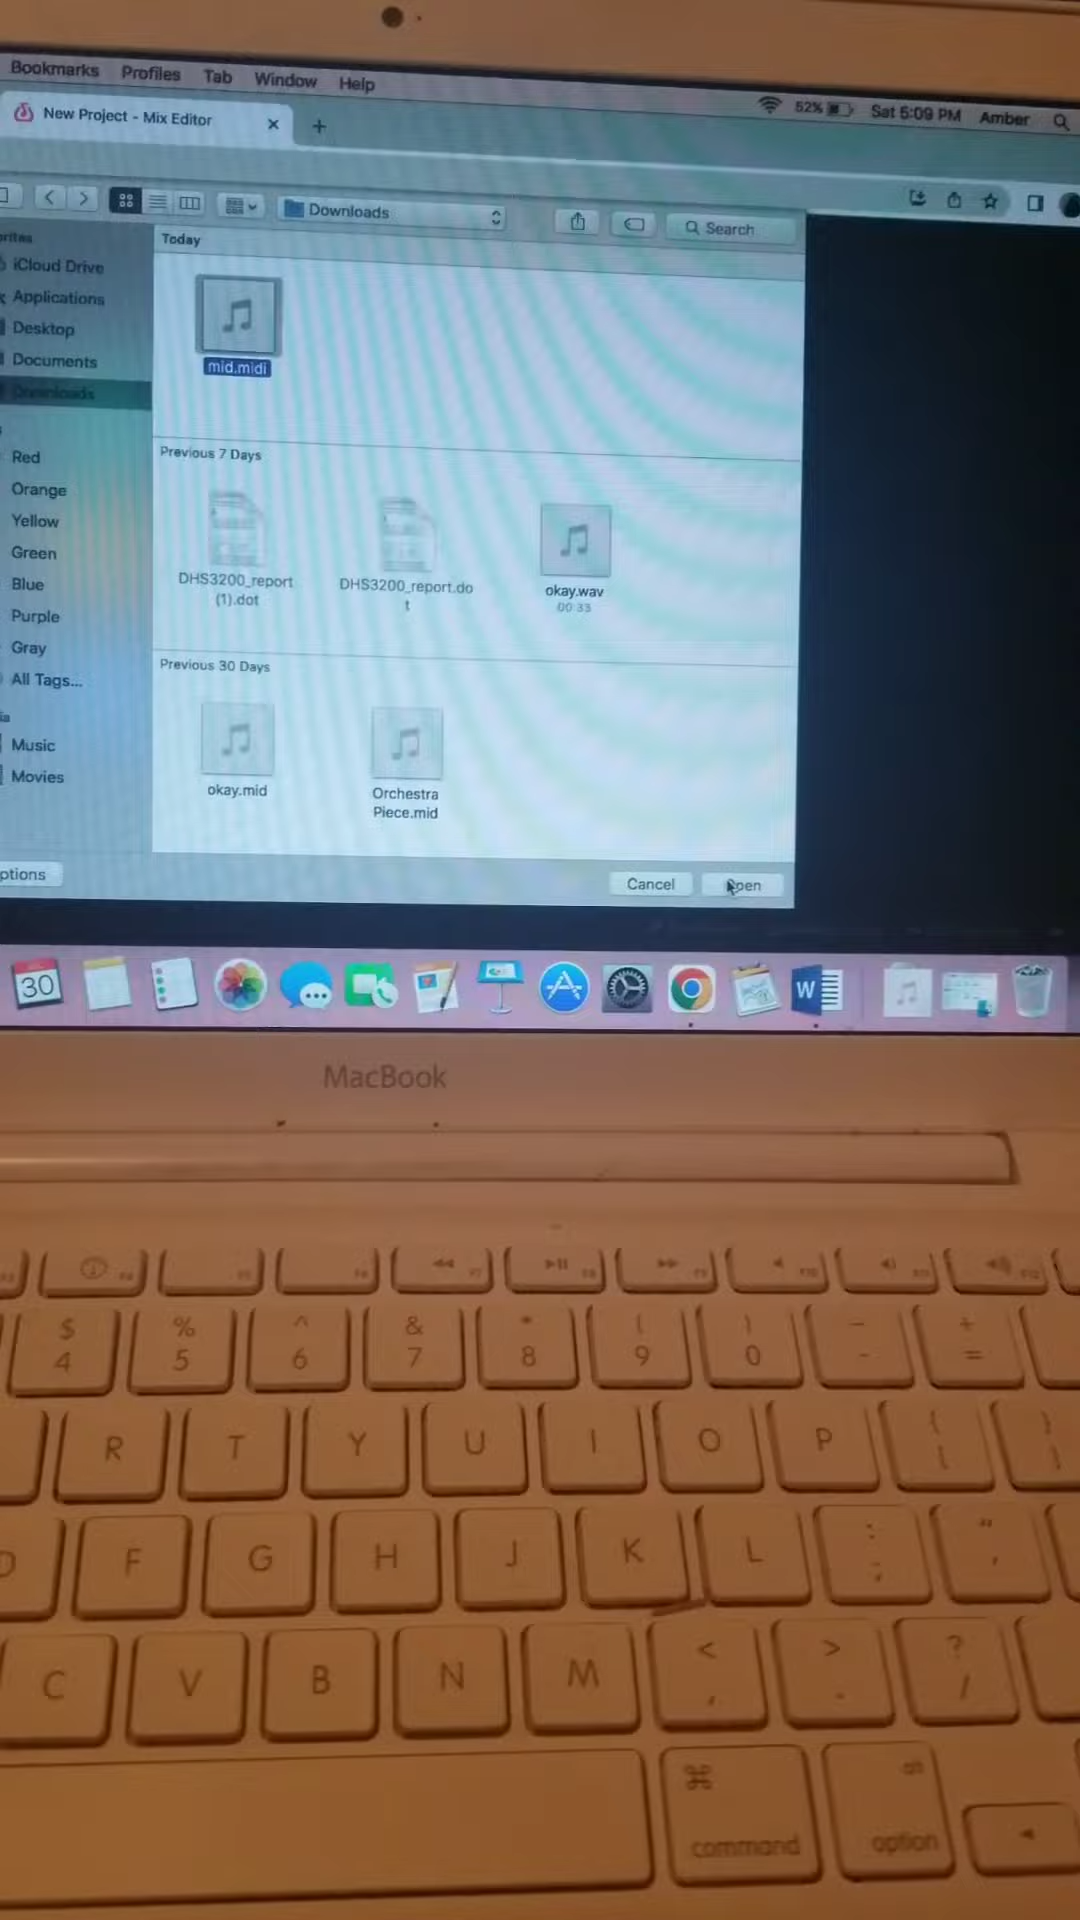 Bookmarks Profiles Tab Window Help
52% Sat 5:09 PM Amber
New Project - Mix Editor
Downloads
Search
Today
iCloud Drive
Applications
Desktop
Documents
Downloads
Red
Orange
Yellow
Green
Blue
Purple
Gray
All Tags...
Music
Movies
mid.midi
Previous 7 Days
DHS3200_report
(1).dot
DHS3200_report.do
t
okay.wav
00:33
Previous 30 Days
okay.mid
Orchestra
Piece.mid
ptions
Cancel
Open
30
W
MacBook
$ % ^ & * ( ) - +
4 5 6 7 8 9 0 - =
R T Y U I O P { }
[ ]
D F G H J K L : "
; '
C V B N M < > ?
, . /
⌘ alt
command option